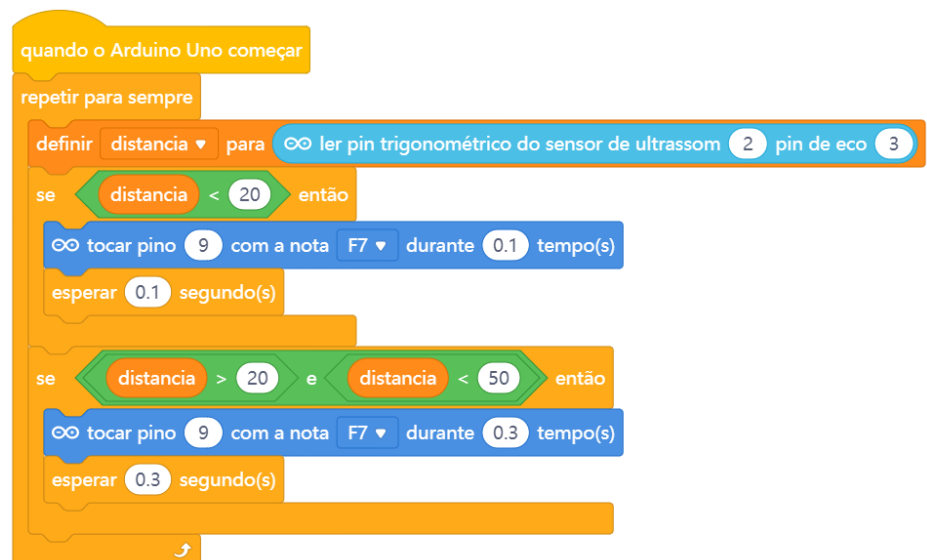 quando o Arduino Uno começar
repetir para sempre
definir distancia para ler pin trigonométrico do sensor de ultrassom 2 pin de eco 3
se distancia < 20 então
tocar pino 9 com a nota F7 durante 0.1 tempo(s)
esperar 0.1 segundo(s)
se distancia > 20 e distancia < 50 então
tocar pino 9 com a nota F7 durante 0.3 tempo(s)
esperar 0.3 segundo(s)